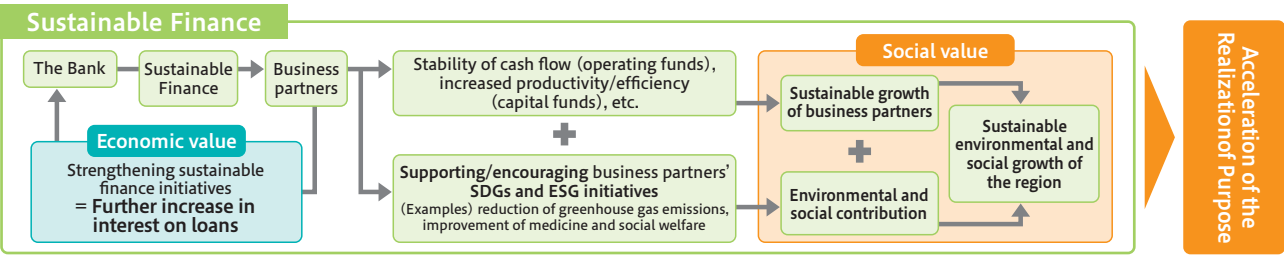 Sustainable Finance
The Bank
Sustainable
Finance
Business
partners
Economic value
Strengthening sustainable
finance initiatives
= Further increase in
interest on loans
Stability of cash flow (operating funds),
increased productivity/efficiency
(capital funds), etc.
+
Supporting/encouraging business partners'
SDGs and ESG initiatives
(Examples) reduction of greenhouse gas emissions,
improvement of medicine and social welfare
Social value
Sustainable growth
of business partners
+
Environmental and
social contribution
Sustainable
environmental and
social growth of
the region
Acceleration of the
Realizationof Purpose